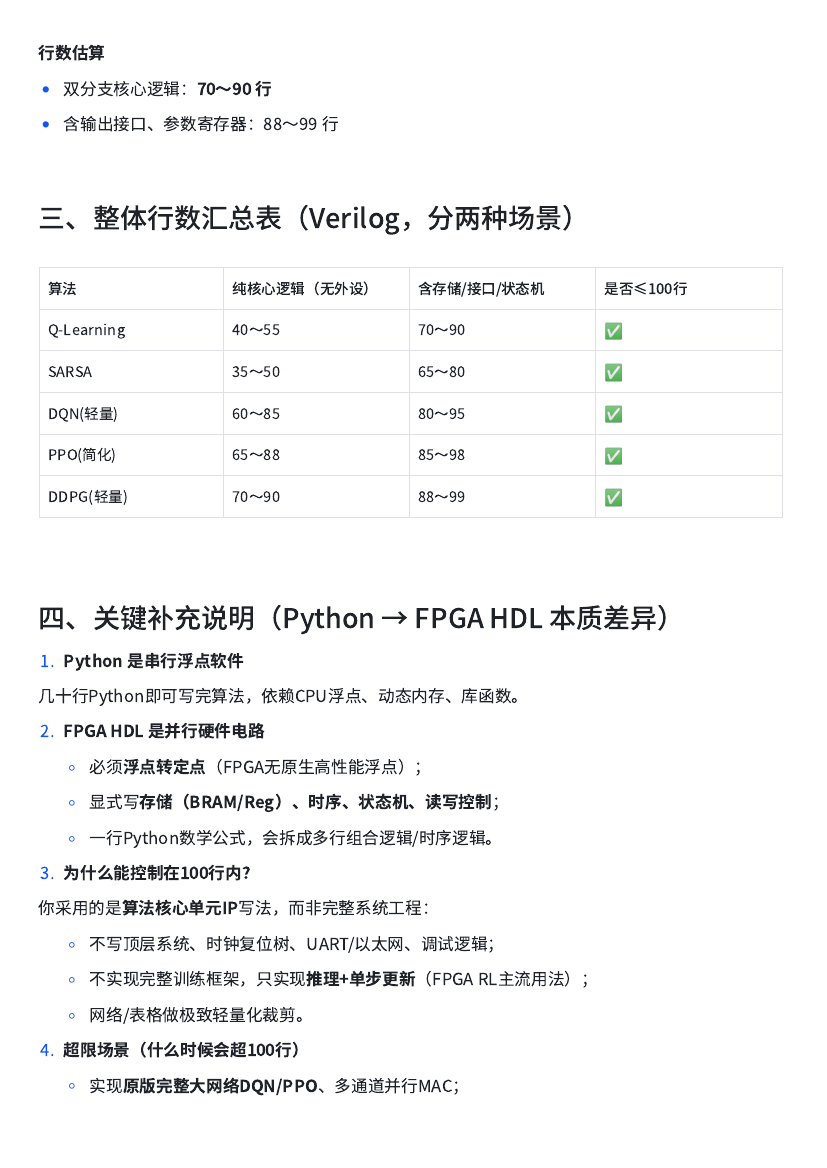 行数估算
双分支核心逻辑：70～90 行
含输出接口、参数寄存器：88～99 行
三、整体行数汇总表（Verilog，分两种场景）
算法 纯核心逻辑（无外设） 含存储/接口/状态机 是否≤100行
Q-Learning 40～55 70～90 ✅
SARSA 35～50 65～80 ✅
DQN(轻量) 60～85 80～95 ✅
PPO(简化) 65～88 85～98 ✅
DDPG(轻量) 70～90 88～99 ✅
四、关键补充说明（Python → FPGA HDL 本质差异）
1. Python 是串行浮点软件
几十行Python即可写完算法，依赖CPU浮点、动态内存、库函数。
2. FPGA HDL 是并行硬件电路
必须浮点转定点（FPGA无原生高性能浮点）；
显式写存储（BRAM/Reg）、时序、状态机、读写控制；
一行Python数学公式，会拆成多行组合逻辑/时序逻辑。
3. 为什么能控制在100行内?
你采用的是算法核心单元IP写法，而非完整系统工程：
不写顶层系统、时钟复位树、UART/以太网、调试逻辑；
不实现完整训练框架，只实现推理+单步更新（FPGA RL主流用法）；
网络/表格做极致轻量化裁剪。
4. 超限场景（什么时候会超100行）
实现原版完整大网络DQN/PPO、多通道并行MAC；